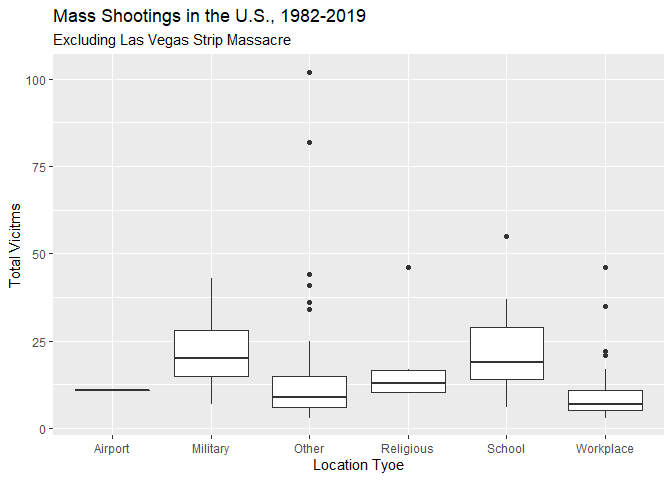 Mass Shootings in the U.S., 1982-2019
Excluding Las Vegas Strip Massacre
100
75
50
25
0
Total Vicitms
Airport Military Other Religious School Workplace
Location Tyoe